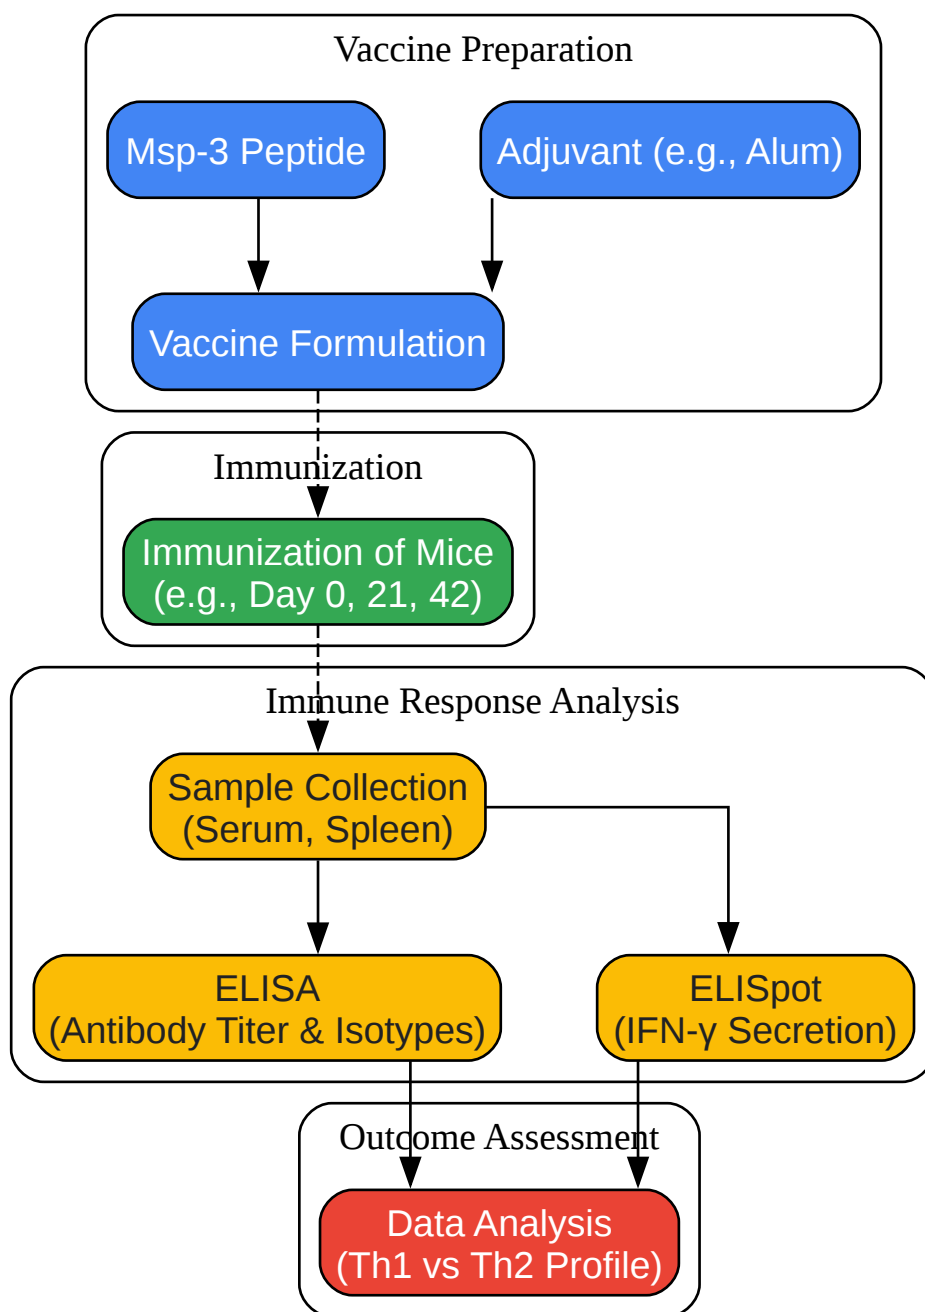 Vaccine Preparation
Msp-3 Peptide
Adjuvant (e.g., Alum)
Vaccine Formulation
Immunization
Immunization of Mice
(e.g., Day 0, 21, 42)
Immune Response Analysis
Sample Collection
(Serum, Spleen)
ELISA
(Antibody Titer & Isotypes)
ELISpot
(IFN-γ Secretion)
Outcome Assessment
Data Analysis
(Th1 vs Th2 Profile)